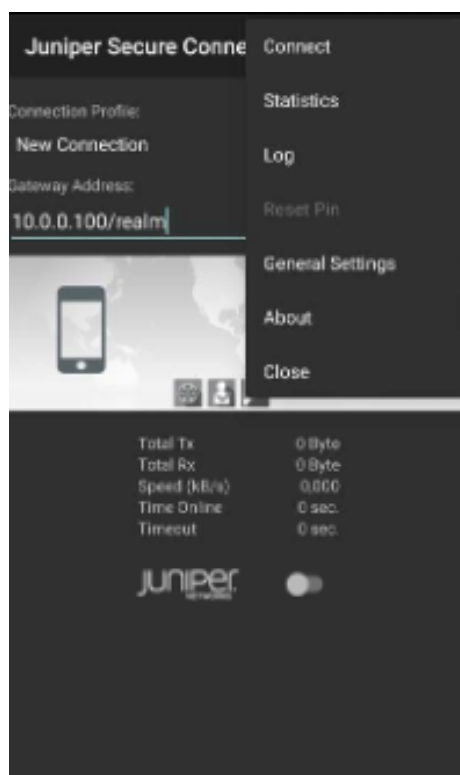 Juniper Secure Conne
Connect
Statistics
Log
Reset Pin
General Settings
About
Close
Connection Profile:
New Connection
Gateway Address:
10.0.0.100/realm
Total Tx 0 Byte
Total Rx 0 Byte
Speed (kB/s) 0,000
Time Online 0 sec.
Timeout 0 sec.
JUNIPER
NETWORKS